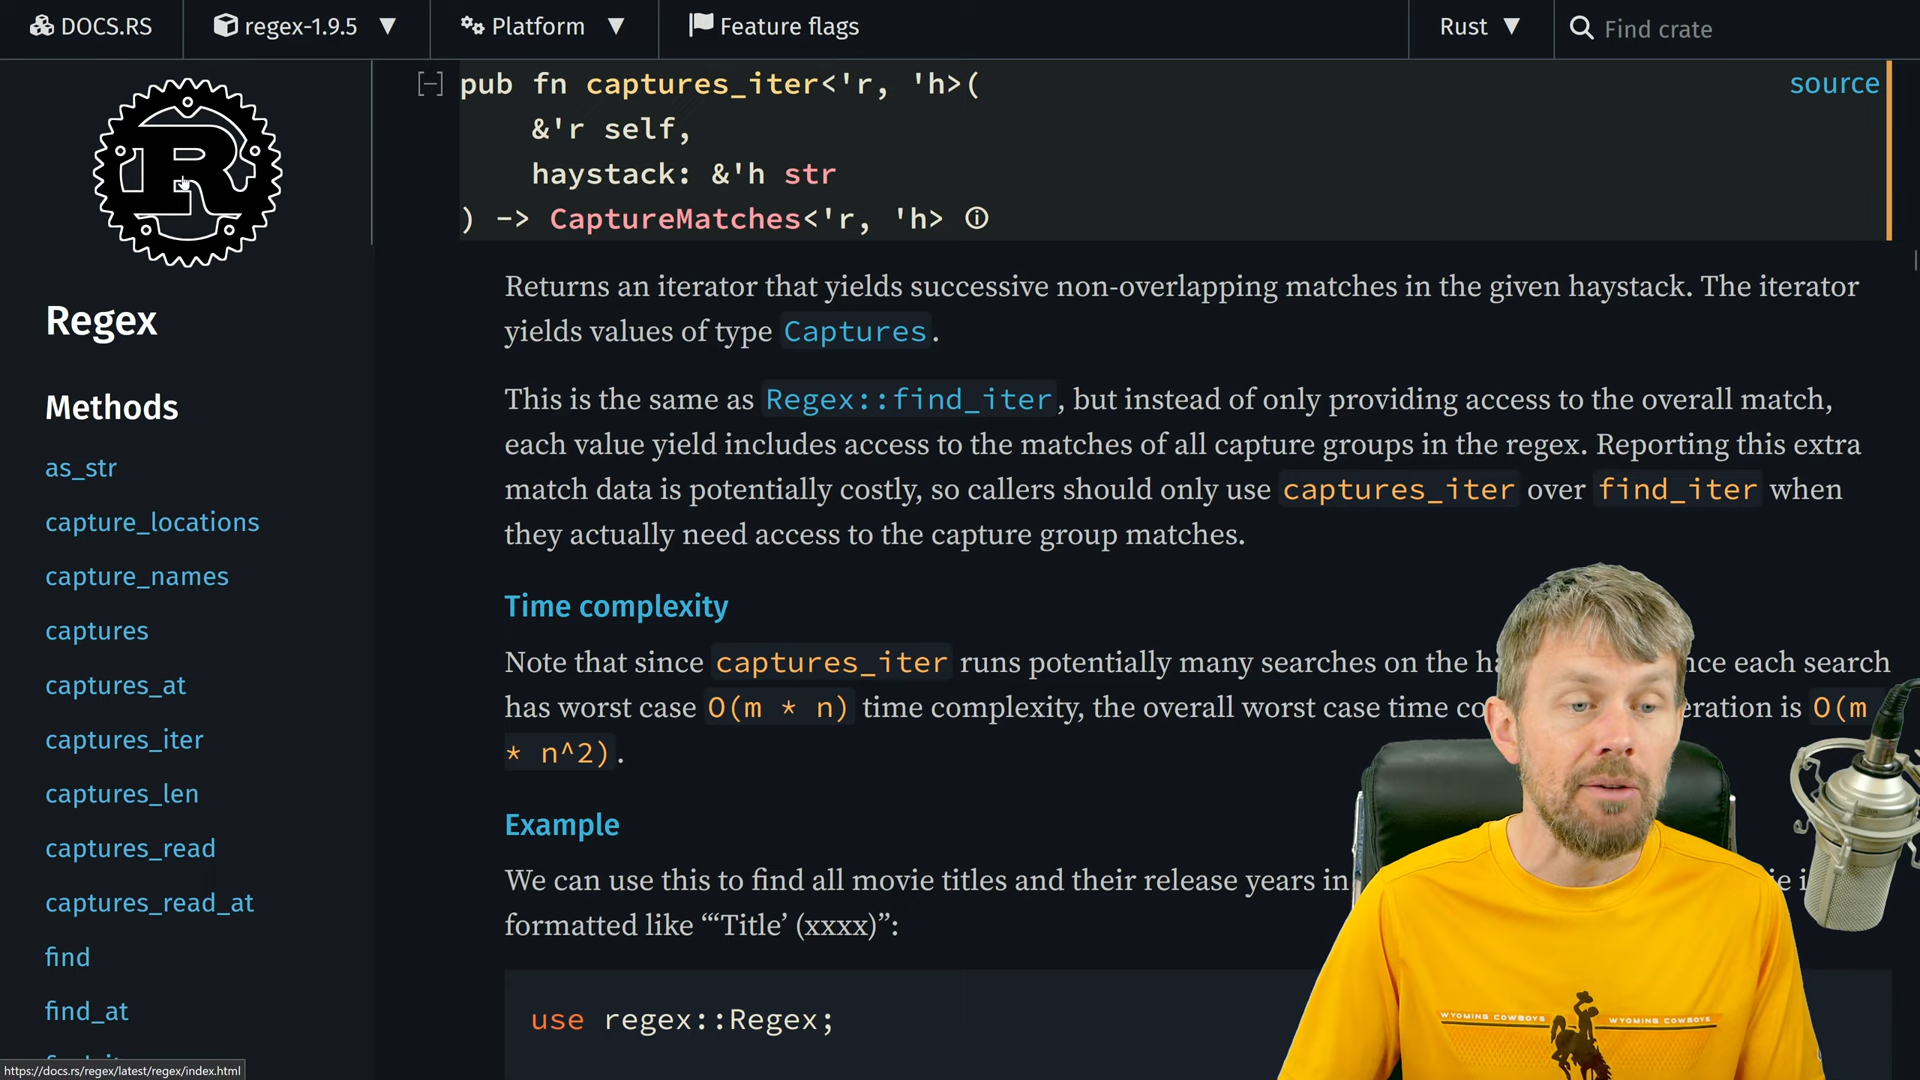 DOCS.RS
regex-1.9.5 ▼
Platform ▼
Feature flags
Rust ▼
Find crate
R
Regex
Methods
as_str
capture_locations
capture_names
captures
captures_at
captures_iter
captures_len
captures_read
captures_read_at
find
find_at
[−] pub fn captures_iter<'r, 'h>(
source
&'r self,
haystack: &'h str
) -> CaptureMatches<'r, 'h> ⓘ
Returns an iterator that yields successive non-overlapping matches in the given haystack. The iterator
yields values of type Captures.
This is the same as Regex::find_iter, but instead of only providing access to the overall match,
each value yield includes access to the matches of all capture groups in the regex. Reporting this extra
match data is potentially costly, so callers should only use captures_iter over find_iter when
they actually need access to the capture group matches.
Time complexity
Note that since captures_iter runs potentially many searches on the each search
has worst case O(m * n) time complexity, the overall worst case time is O(m
* n^2).
Example
We can use this to find all movie titles and their release years in
formatted like “‘Title’ (xxxx)”:
use regex::Regex;
WYOMING COWBOYS WYOMING COWBOYS
https://docs.rs/regex/latest/regex/index.html